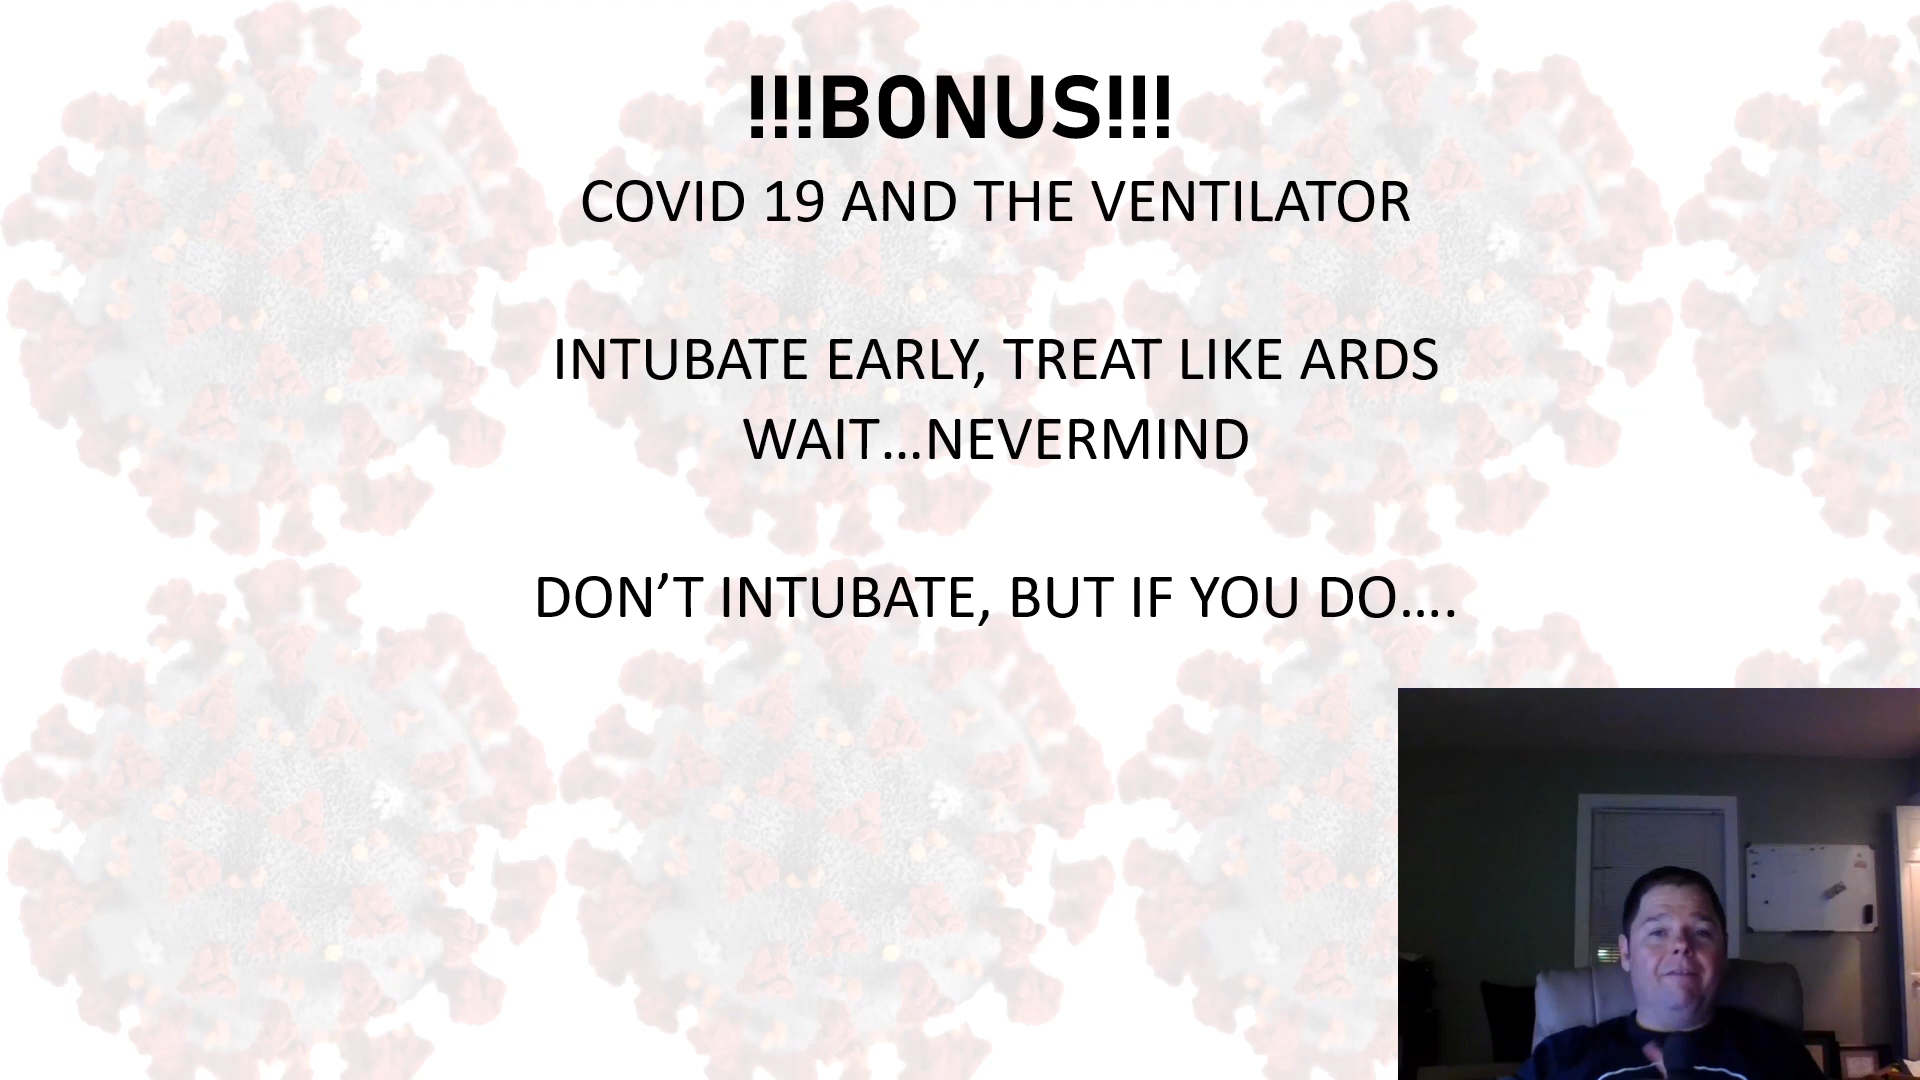 !!!BONUS!!!
COVID 19 AND THE VENTILATOR
INTUBATE EARLY, TREAT LIKE ARDS
WAIT…NEVERMIND
DON’T INTUBATE, BUT IF YOU DO….